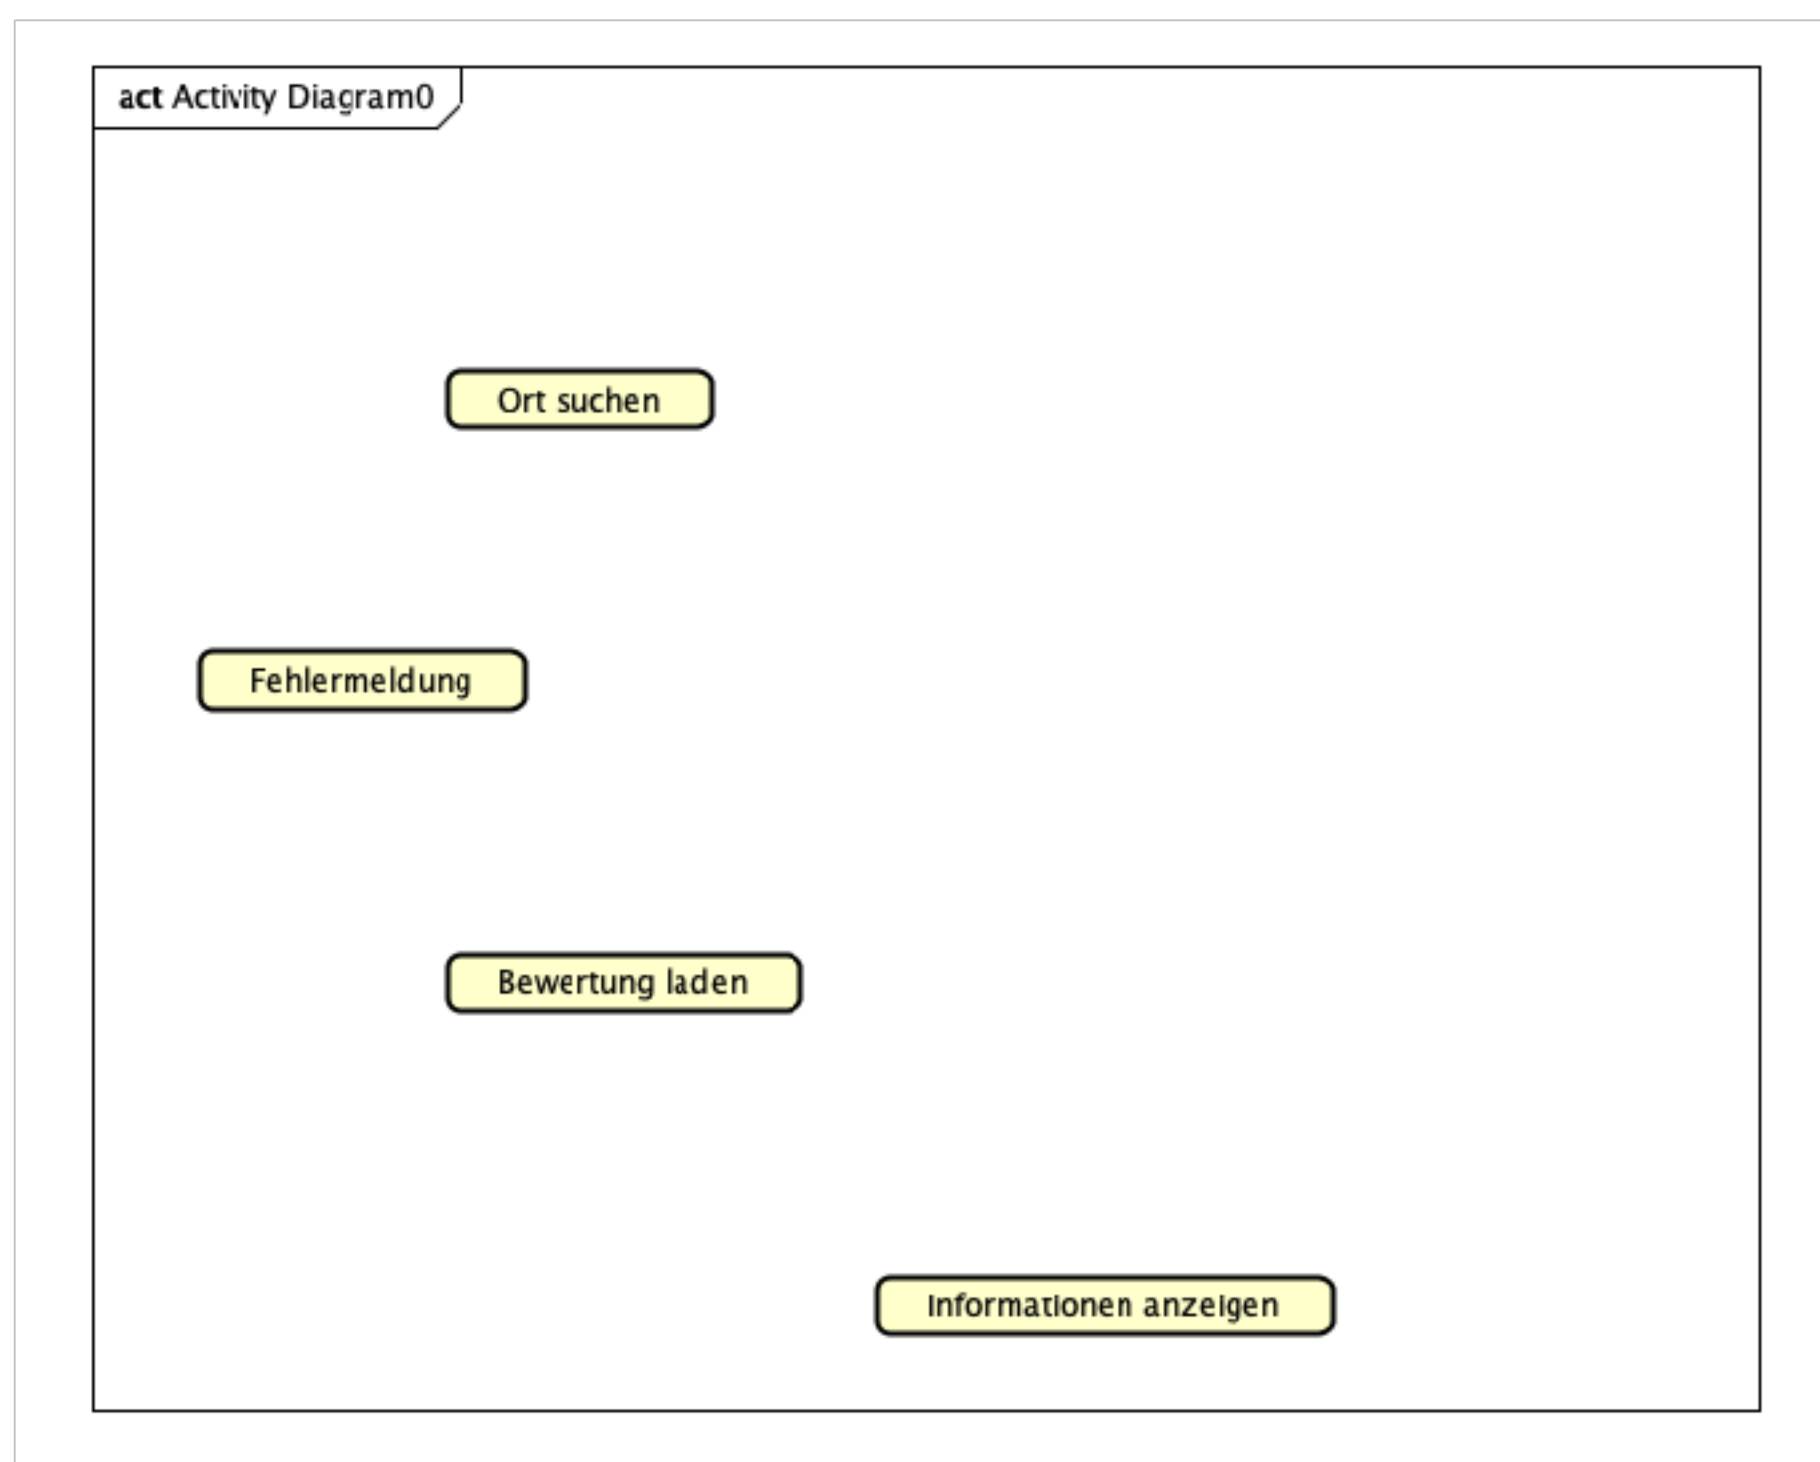 act Activity Diagram0
Ort suchen
Fehlermeldung
Bewertung laden
Informationen anzeigen